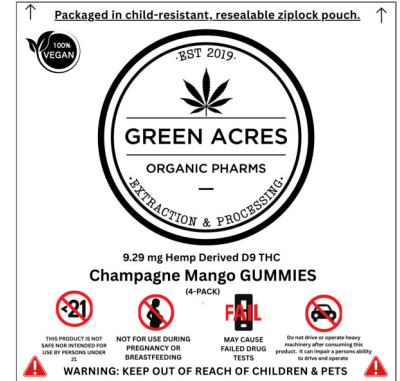 Packaged in child-resistant, resealable ziplock pouch.
100%
VEGAN
·EST 2019·
GREEN ACRES
ORGANIC PHARMS
·EXTRACTION & PROCESSING·
9.29 mg Hemp Derived D9 THC
Champagne Mango GUMMIES
(4-PACK)
<21
FAIL
THIS PRODUCT IS NOT
SAFE NOR INTENDED FOR
USE BY PERSONS UNDER
21
NOT FOR USE DURING
PREGNANCY OR
BREASTFEEDING
MAY CAUSE
FAILED DRUG
TESTS
Do not drive or operate heavy
machinery after consuming this
product. It can impair a persons ability
to drive and operate
WARNING: KEEP OUT OF REACH OF CHILDREN & PETS